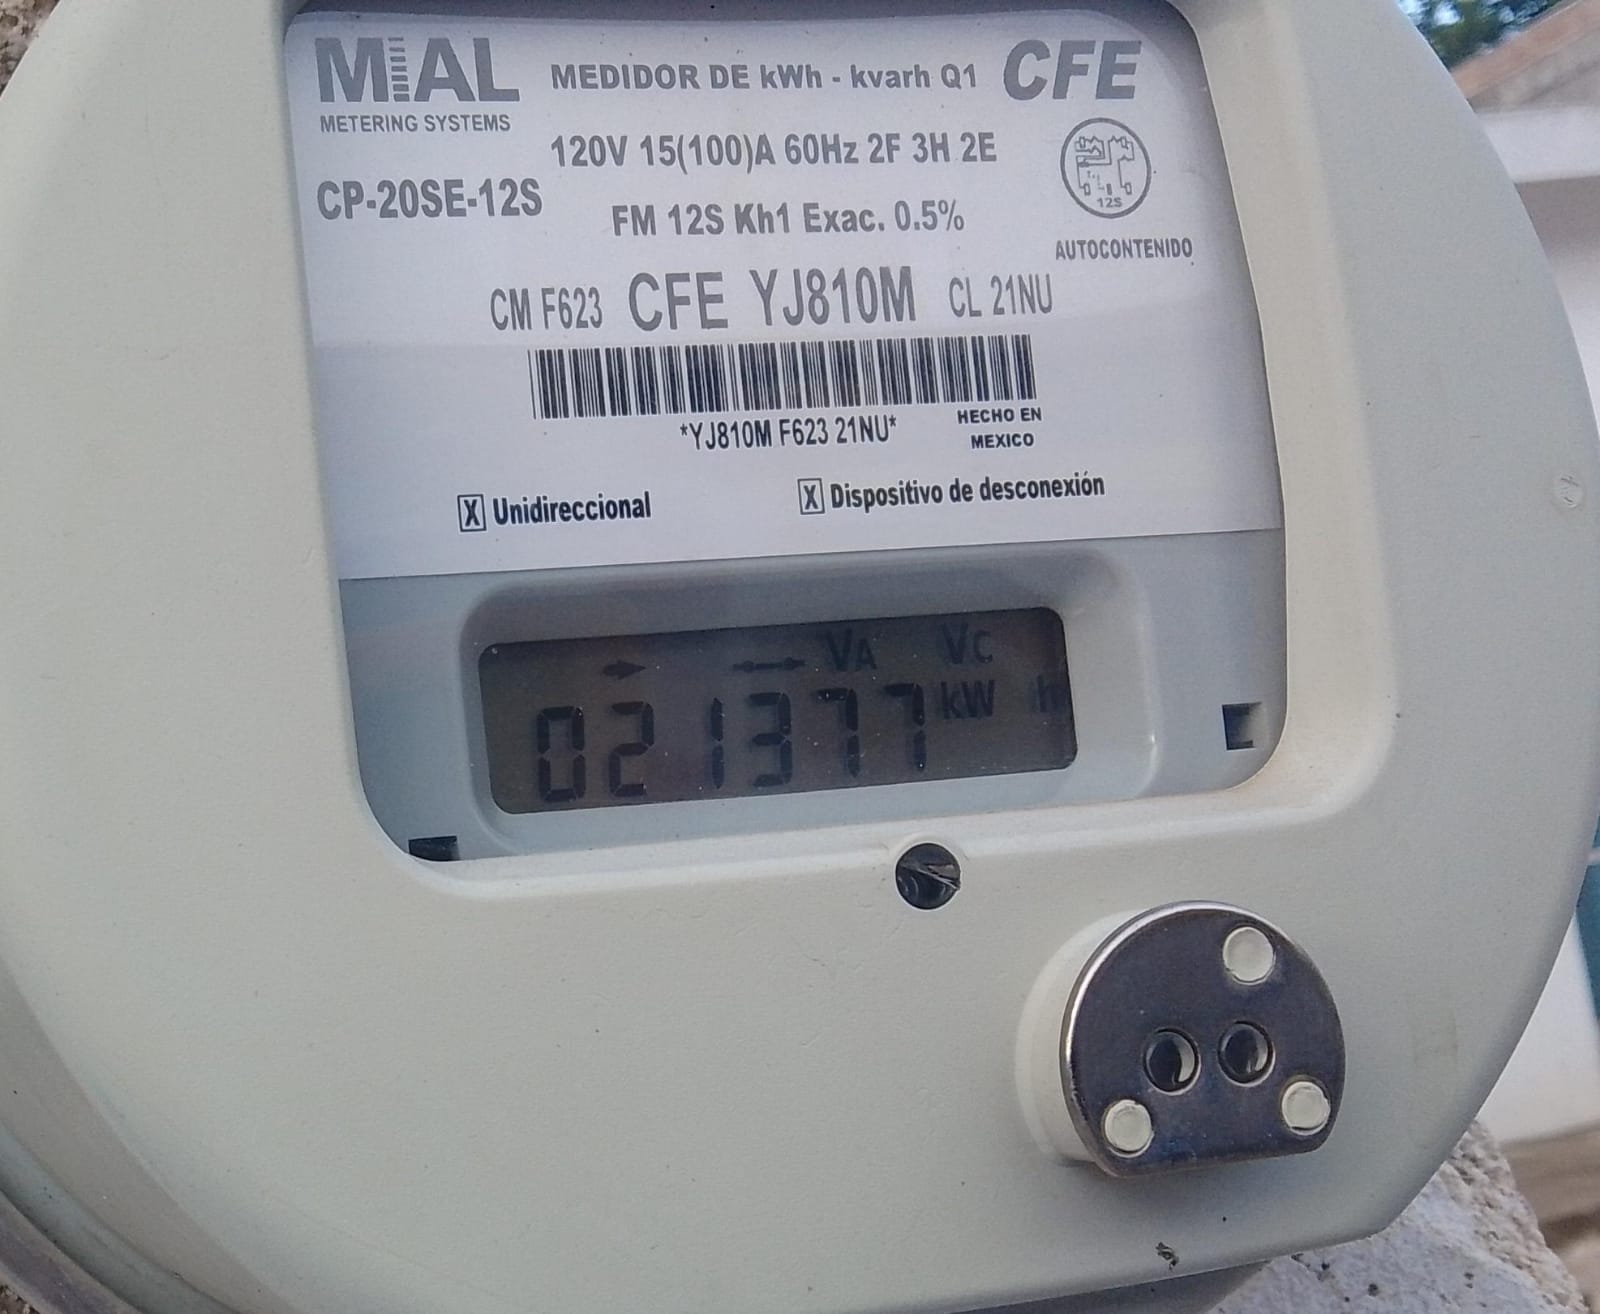 MIAL
METERING SYSTEMS
MEDIDOR DE kWh - kvarh Q1
CFE
120V 15(100)A 60Hz 2F 3H 2E
CP-20SE-12S
FM 12S Kh1 Exac. 0.5%
12S
AUTOCONTENIDO
CM F623 CFE YJ810M CL 21NU
*YJ810M F623 21NU*
HECHO EN
MEXICO
X Unidireccional
X Dispositivo de desconexión
VA VC
021377 kW h